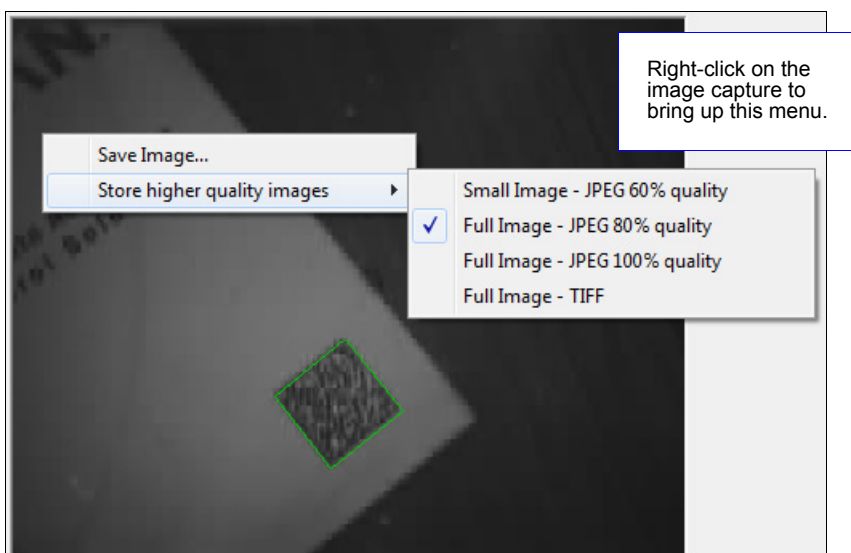 AN.
Right-click on the
image capture to
bring up this menu.
Save Image...
Store higher quality images
Small Image - JPEG 60% quality
Full Image - JPEG 80% quality
Full Image - JPEG 100% quality
Full Image - TIFF